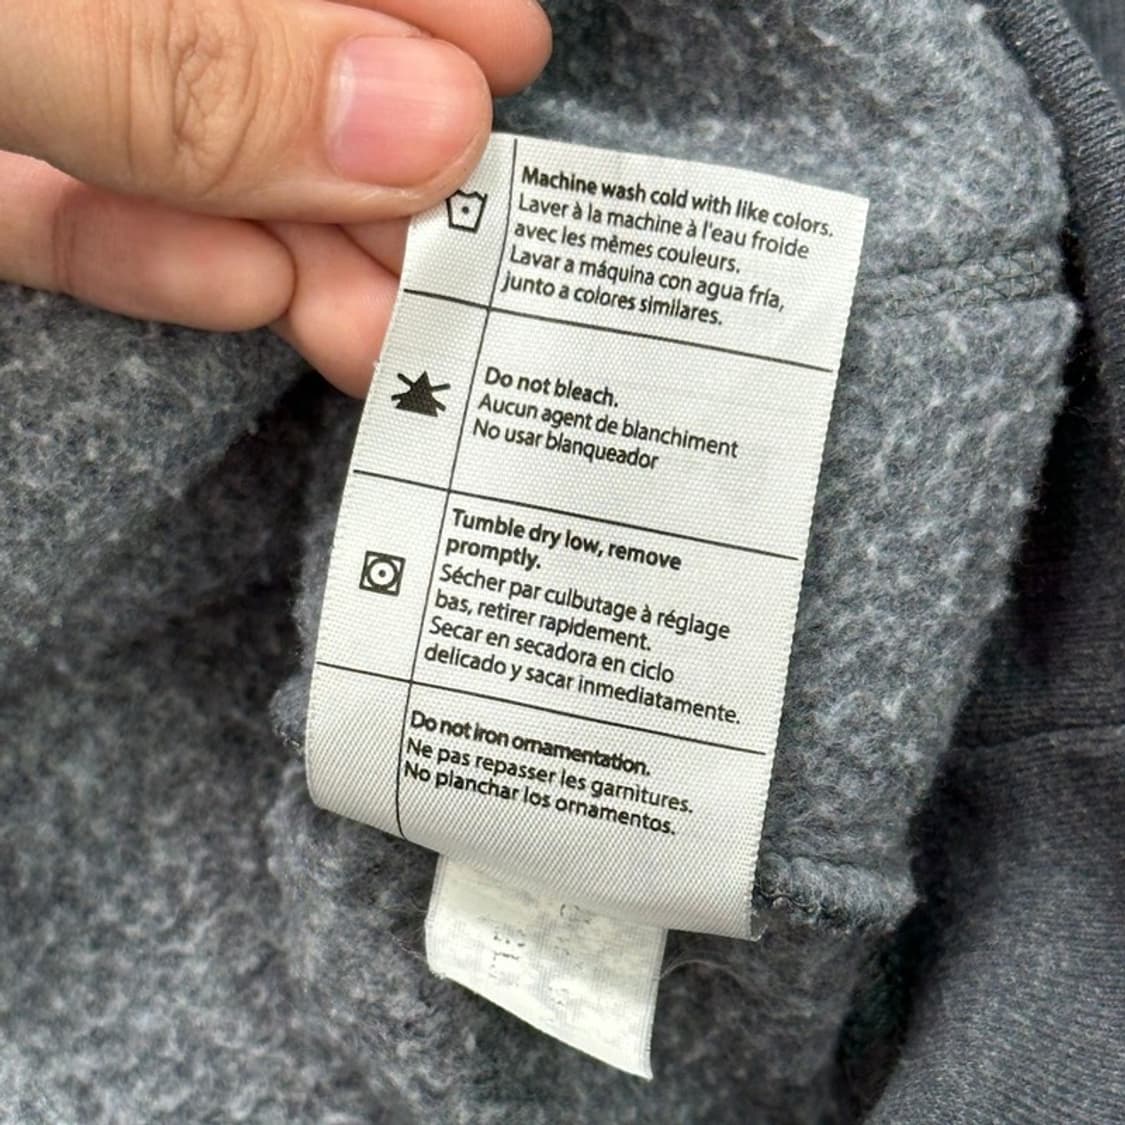 Machine wash cold with like colors.
Laver à la machine à l'eau froide
avec les mêmes couleurs.
Lavar a máquina con agua fría,
junto a colores similares.
Do not bleach.
Aucun agent de blanchiment
No usar blanqueador
Tumble dry low, remove
promptly.
Sécher par culbutage à réglage
bas, retirer rapidement.
Secar en secadora en ciclo
delicado y sacar inmediatamente.
Do not iron ornamentation.
Ne pas repasser les garnitures.
No planchar los ornamentos.